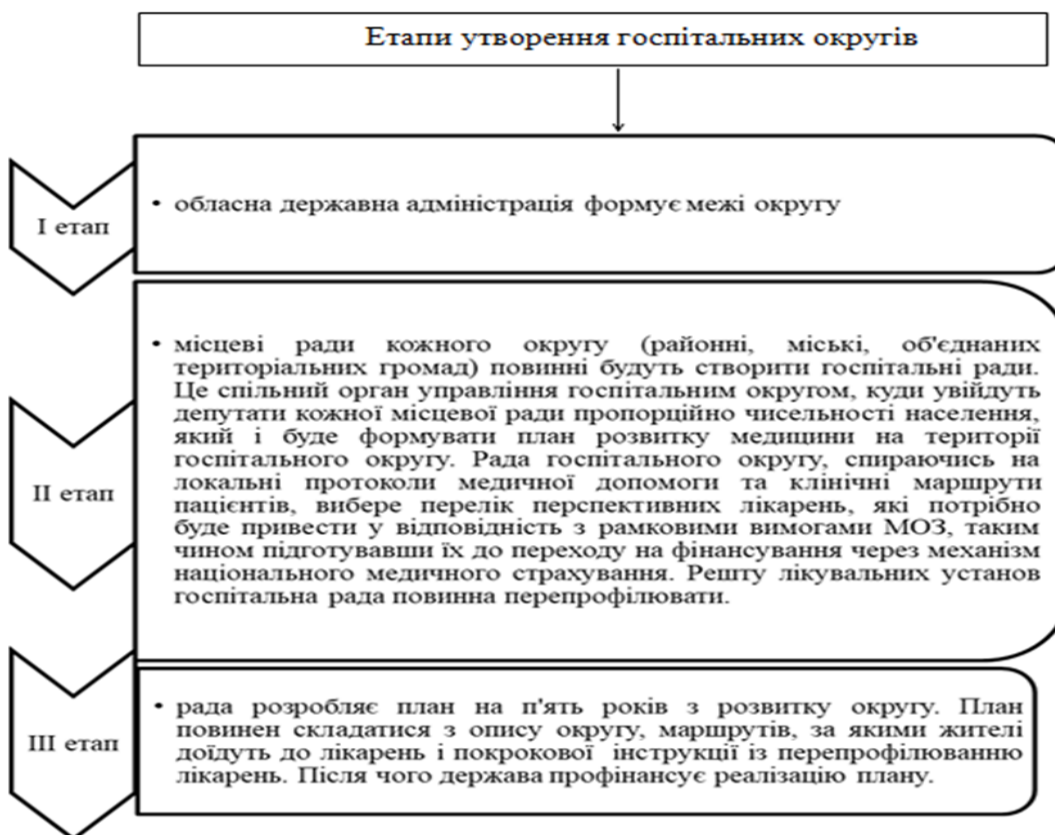 Етапи утворення госпітальних округів
І етап
• обласна державна адміністрація формує межі округу
ІІ етап
• місцеві ради кожного округу (районні, міські, об'єднаних
територіальних громад) повинні будуть створити госпітальні ради.
Це спільний орган управління госпітальним округом, куди увійдуть
депутати кожної місцевої ради пропорційно чисельності населення,
який і буде формувати план розвитку медицини на території
госпітального округу. Рада госпітального округу, спираючись на
локальні протоколи медичної допомоги та клінічні маршрути
пацієнтів, вибере перелік перспективних лікарень, які потрібно
буде привести у відповідність з рамковими вимогами МОЗ, таким
чином підготувавши їх до переходу на фінансування через механізм
національного медичного страхування. Решту лікувальних установ
госпітальна рада повинна перепрофілювати.
ІІІ етап
• рада розробляє план на п'ять років з розвитку округу. План
повинен складатися з опису округу, маршрутів, за якими жителі
доїдуть до лікарень і покрокової інструкції із перепрофілюванню
лікарень. Після чого держава профінансує реалізацію плану.